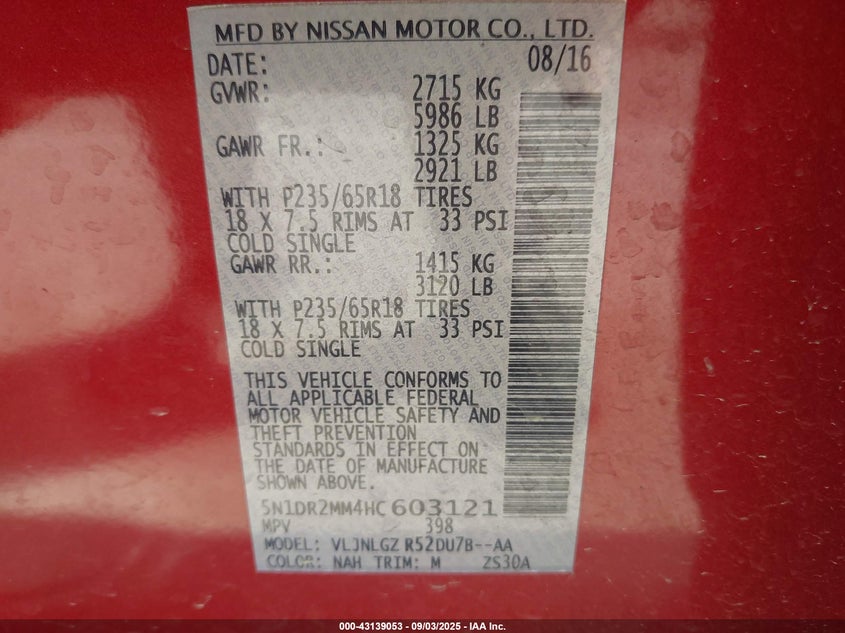 MFD BY NISSAN MOTOR CO., LTD.
DATE: 08/16
GVWR: 2715 KG
5986 LB
GAWR FR.: 1325 KG
2921 LB
WITH P235/65R18 TIRES
18 X 7.5 RIMS AT 33 PSI
COLD SINGLE
GAWR RR.: 1415 KG
3120 LB
WITH P235/65R18 TIRES
18 X 7.5 RIMS AT 33 PSI
COLD SINGLE
THIS VEHICLE CONFORMS TO
ALL APPLICABLE FEDERAL
MOTOR VEHICLE SAFETY AND
THEFT PREVENTION
STANDARDS IN EFFECT ON
THE DATE OF MANUFACTURE
SHOWN ABOVE.
5N1DR2MM4HC603121
MPV 398
MODEL: VLJNLGZ R52DU7B--AA
COLOR: NAH TRIM: M ZS30A
000-43139053 - 09/03/2025 - IAA Inc.